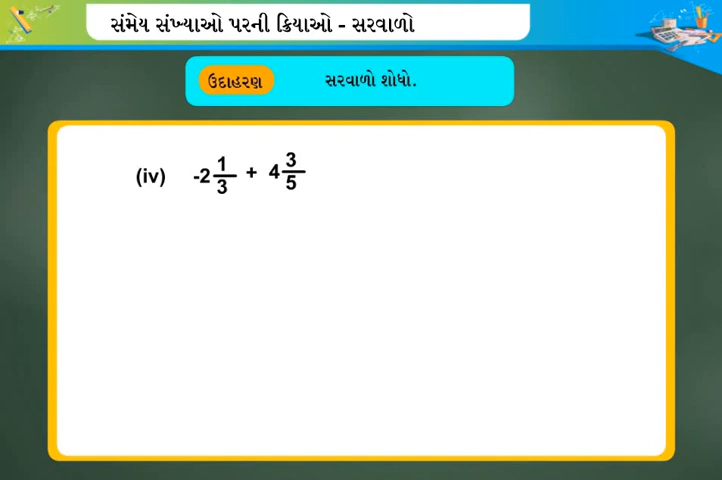 સંમેય સંખ્યાઓ પરની ક્રિયાઓ - સરવાળો
ઉદાહરણ સરવાળો શોધો.
(iv) -2 1/3 + 4 3/5